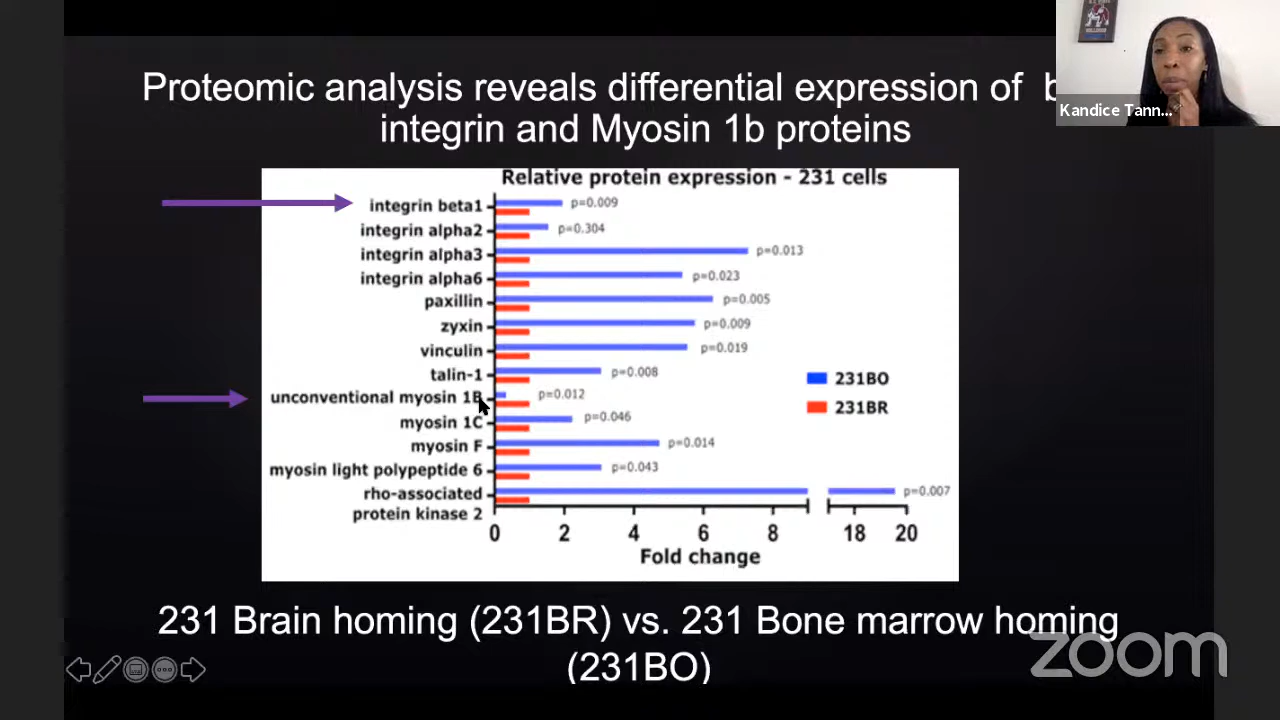 Proteomic analysis reveals differential expression of
integrin and Myosin 1b proteins
Kandice Tann...
Relative protein expression - 231 cells
integrin beta1 p=0.009
integrin alpha2 p=0.304
integrin alpha3 p=0.013
integrin alpha6 p=0.023
paxillin p=0.005
zyxin p=0.009
vinculin p=0.019
talin-1 p=0.008
unconventional myosin 1B p=0.012
myosin 1C p=0.046
myosin F p=0.014
myosin light polypeptide 6 p=0.043
rho-associated p=0.007
protein kinase 2
231BO
231BR
0 2 4 6 8 18 20
Fold change
231 Brain homing (231BR) vs. 231 Bone marrow homing
(231BO)
zoom